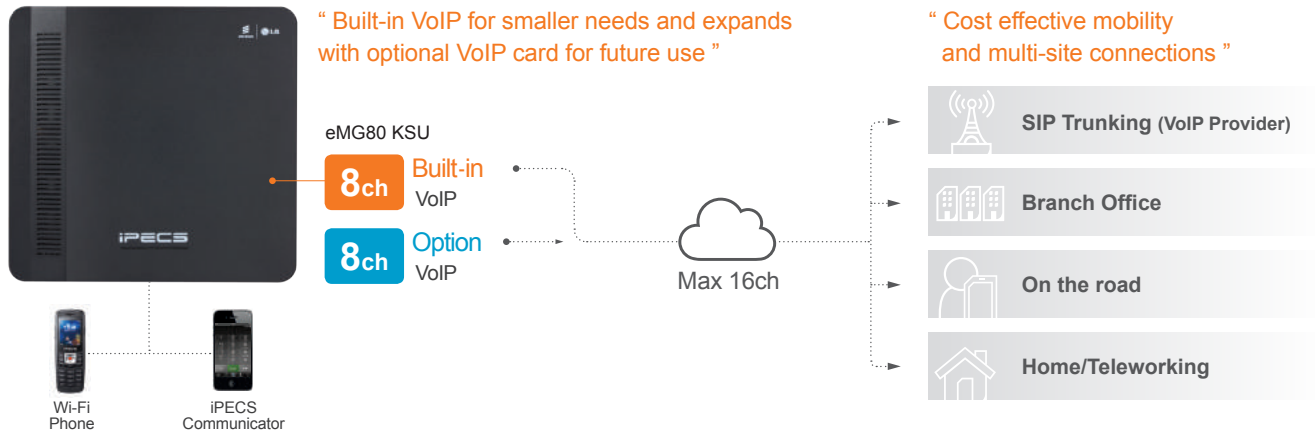 “ Built-in VoIP for smaller needs and expands
with optional VoIP card for future use ”
“ Cost effective mobility
and multi-site connections ”
LG
iPECS
eMG80 KSU
8ch
Built-in
VoIP
8ch
Option
VoIP
Max 16ch
SIP Trunking (VoIP Provider)
Branch Office
On the road
Home/Teleworking
Wi-Fi
Phone
iPECS
Communicator